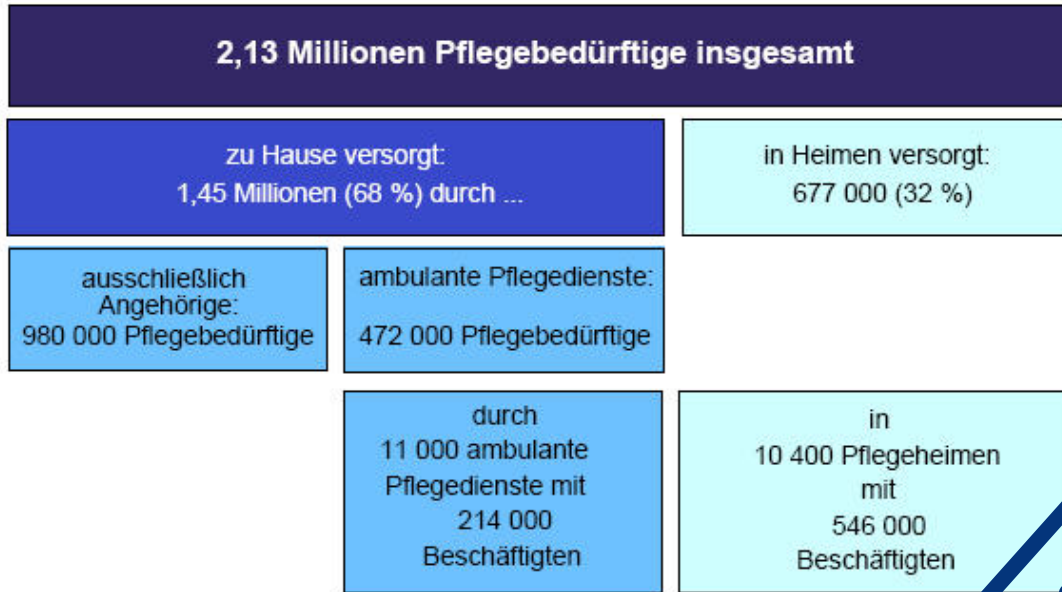 2,13 Millionen Pflegebedürftige insgesamt
zu Hause versorgt:
1,45 Millionen (68 %) durch ...
in Heimen versorgt:
677 000 (32 %)
ausschließlich
Angehörige:
980 000 Pflegebedürftige
ambulante Pflegedienste:
472 000 Pflegebedürftige
durch
11 000 ambulante
Pflegedienste mit
214 000
Beschäftigten
in
10 400 Pflegeheimen
mit
546 000
Beschäftigten